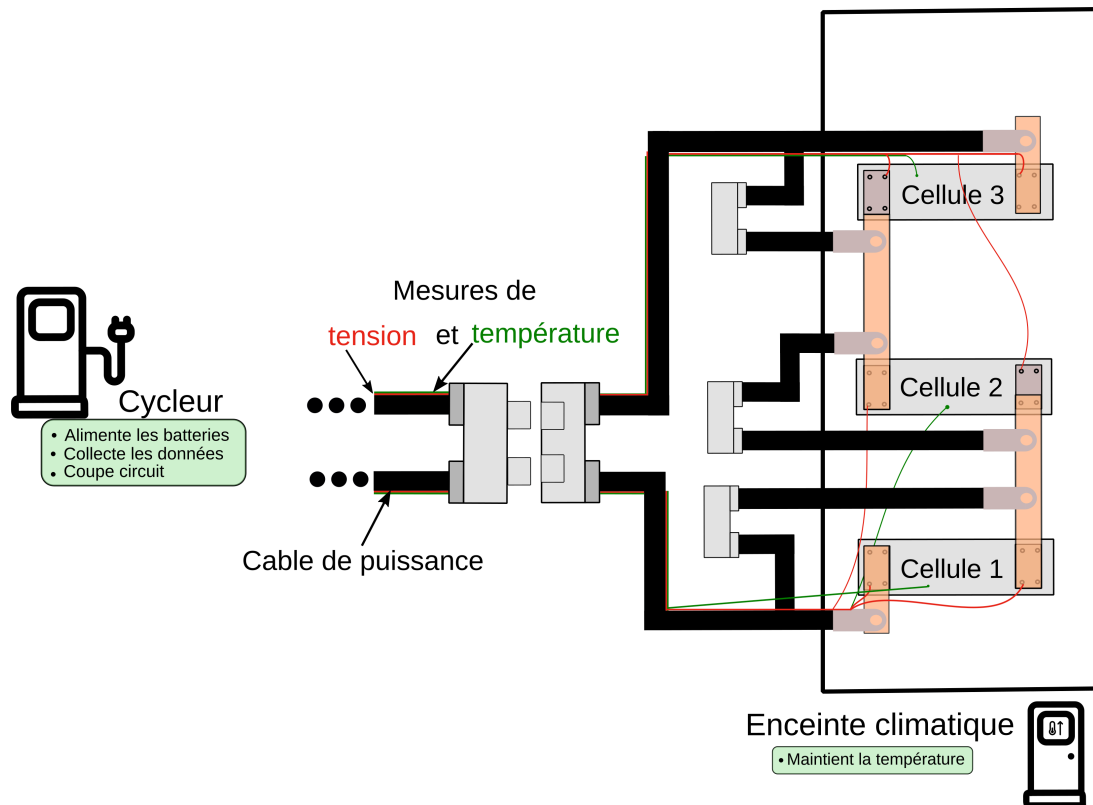 Cellule 3
Mesures de
tension et température
Cellule 2
Cycleur
• Alimente les batteries
• Collecte les données
• Coupe circuit
Cable de puissance
Cellule 1
Enceinte climatique
• Maintient la température